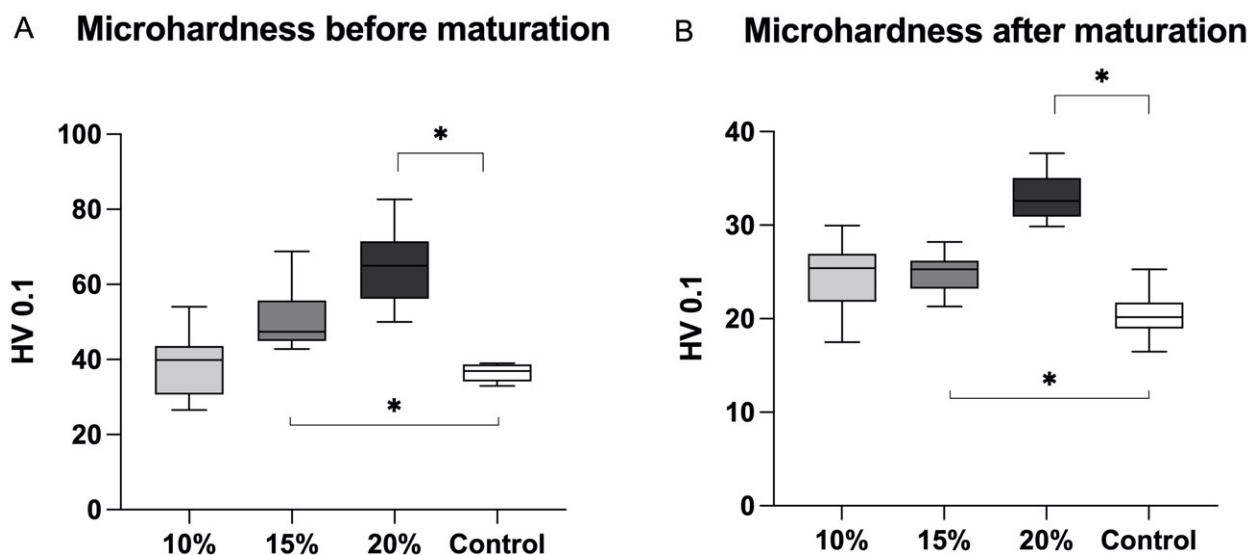 A Microhardness before maturation
HV 0.1
100
80
60
40
20
0
*
*
10% 15% 20% Control
B Microhardness after maturation
HV 0.1
40
30
20
10
0
*
*
10% 15% 20% Control